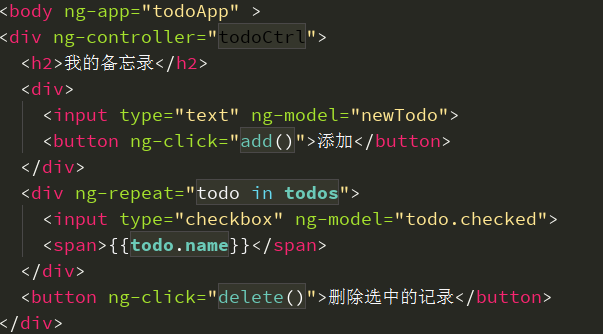 <body ng-app="todoApp" >
<div ng-controller="todoCtrl">
<h2>我的备忘录</h2>
<div>
<input type="text" ng-model="newTodo">
<button ng-click="add()">添加</button>
</div>
<div ng-repeat="todo in todos">
<input type="checkbox" ng-model="todo.checked">
<span>{{todo.name}}</span>
</div>
<button ng-click="delete()">删除选中的记录</button>
</div>